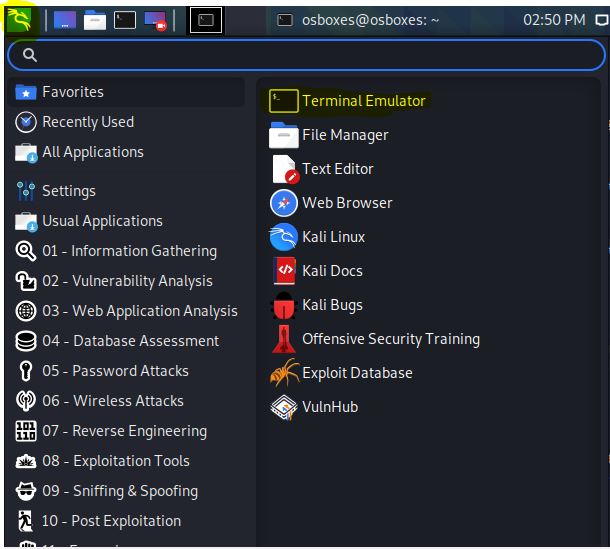 osboxes@osboxes: ~
02:50 PM
Favorites
Recently Used
All Applications
Settings
Usual Applications
01 - Information Gathering
02 - Vulnerability Analysis
03 - Web Application Analysis
04 - Database Assessment
05 - Password Attacks
06 - Wireless Attacks
07 - Reverse Engineering
08 - Exploitation Tools
09 - Sniffing & Spoofing
10 - Post Exploitation
Terminal Emulator
File Manager
Text Editor
Web Browser
Kali Linux
Kali Docs
Kali Bugs
Offensive Security Training
Exploit Database
VulnHub